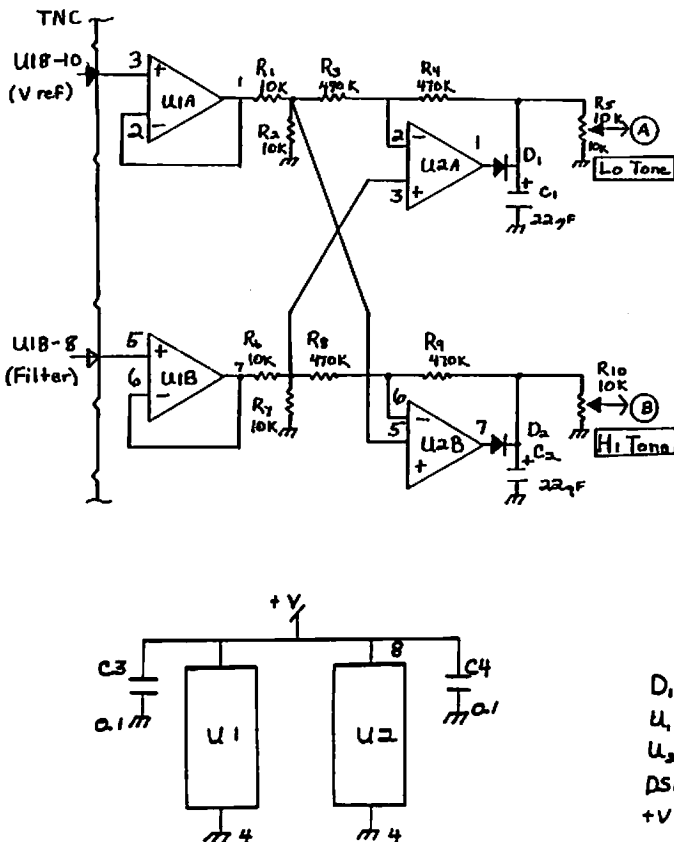 TNC
U18-10
(V ref)
3
+
U1A
1
-
2
R1
10K
R2
10K
R3
470K
R4
470K
2
-
U2A
1
3
+
D1
+
C1
22µF
R5
10K
10K
A
Lo Tone
U1B-8
(Filter)
5
+
U1B
7
6
-
R6
10K
R7
10K
R8
470K
R9
470K
6
-
5
U2B
7
+
D2
+
C2
22µF
R10
10K
B
Hi Tone
+V
C3
0.1
U1
4
8
U2
4
C4
0.1
D1
U1
+V